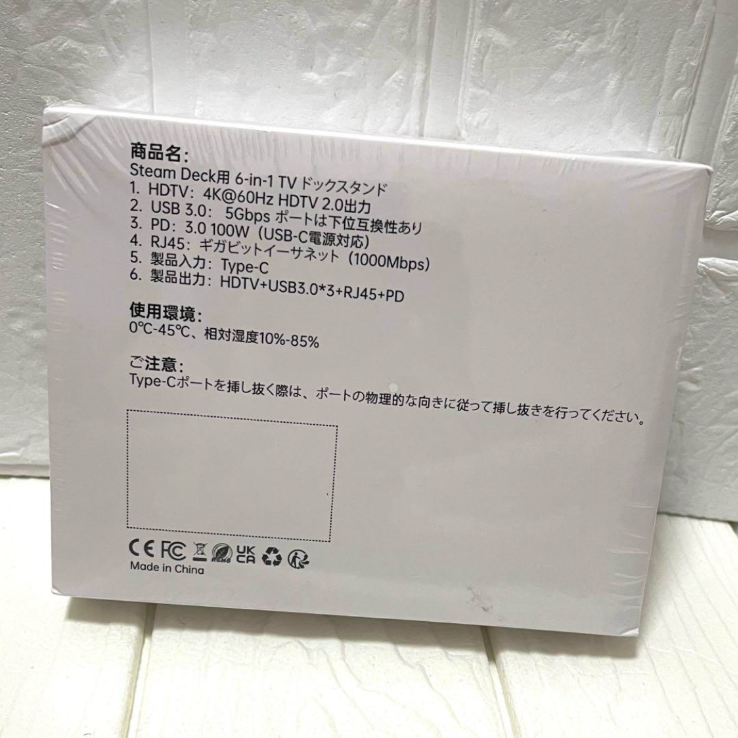 商品名：
Steam Deck用 6-in-1 TV ドックスタンド
1. HDTV： 4K@60Hz HDTV 2.0出力
2. USB 3.0： 5Gbps ポートは下位互換性あり
3. PD：3.0 100W（USB-C電源対応）
4. RJ45：ギガビットイーサネット（1000Mbps）
5. 製品入力：Type-C
6. 製品出力：HDTV+USB3.0*3+RJ45+PD
使用環境：
0℃-45℃、相対湿度10%-85%
ご注意：
Type-Cポートを挿し抜く際は、ポートの物理的な向きに従って挿し抜きを行ってください。
CE FC UK CA
Made in China